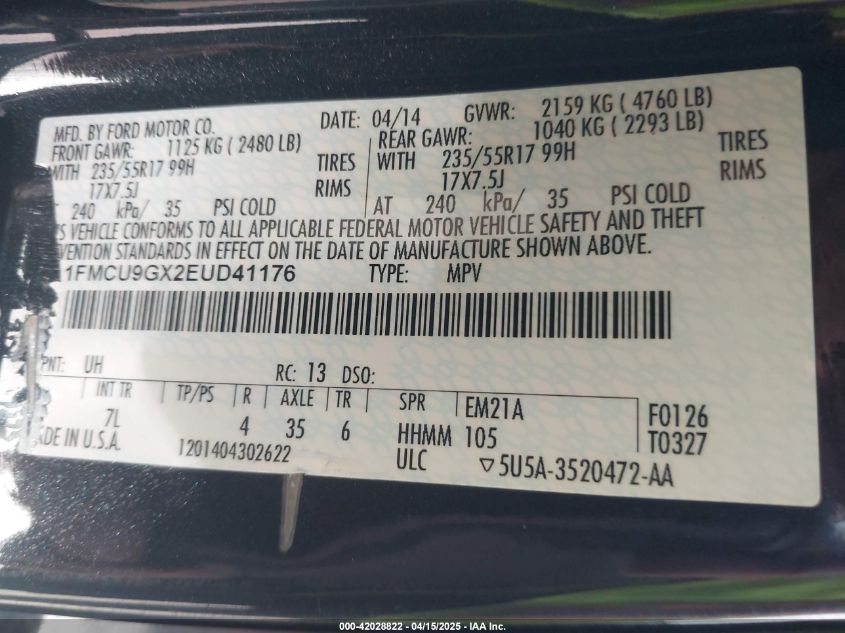 MFD. BY FORD MOTOR CO. DATE: 04/14 GVWR: 2159 KG ( 4760 LB)
FRONT GAWR: 1125 KG ( 2480 LB) REAR GAWR: 1040 KG ( 2293 LB)
WITH 235/55R17 99H TIRES WITH 235/55R17 99H TIRES
17X7.5J RIMS 17X7.5J RIMS
240 kPa/ 35 PSI COLD AT 240 kPa/ 35 PSI COLD
VEHICLE CONFORMS TO ALL APPLICABLE FEDERAL MOTOR VEHICLE SAFETY AND THEFT
VENTION STANDARDS IN EFFECT ON THE DATE OF MANUFACTURE SHOWN ABOVE.
1FMCU9GX2EUD41176 TYPE: MPV
PNT: UH RC: 13 DSO:
INT TR TP/PS R AXLE TR SPR EM21A F0126
7L 4 35 6 HHMM 105 T0327
DE IN U.S.A. 1201404302622 ULC ▽5U5A-3520472-AA
000-42028822 - 04/15/2025 - IAA Inc.